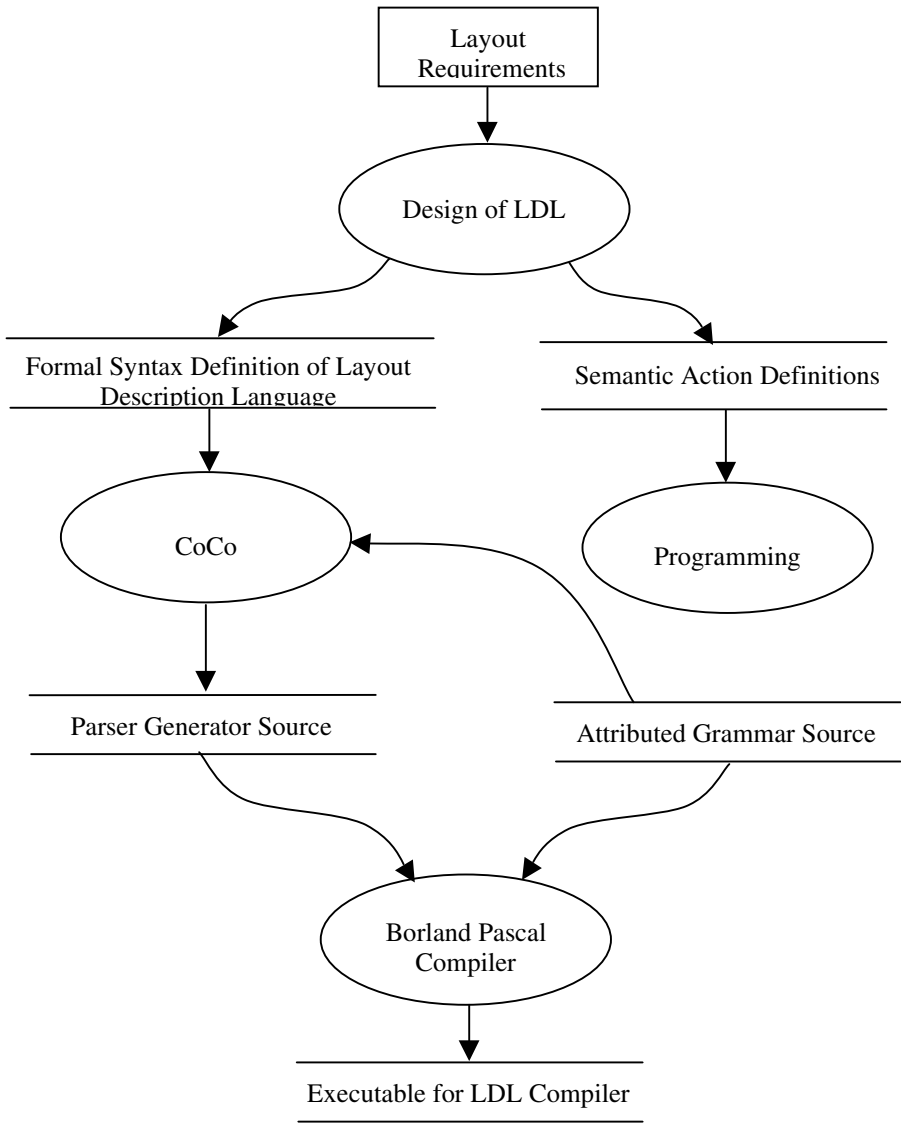 Layout
Requirements
Design of LDL
Formal Syntax Definition of Layout
Description Language
Semantic Action Definitions
CoCo
Programming
Parser Generator Source
Attributed Grammar Source
Borland Pascal
Compiler
Executable for LDL Compiler